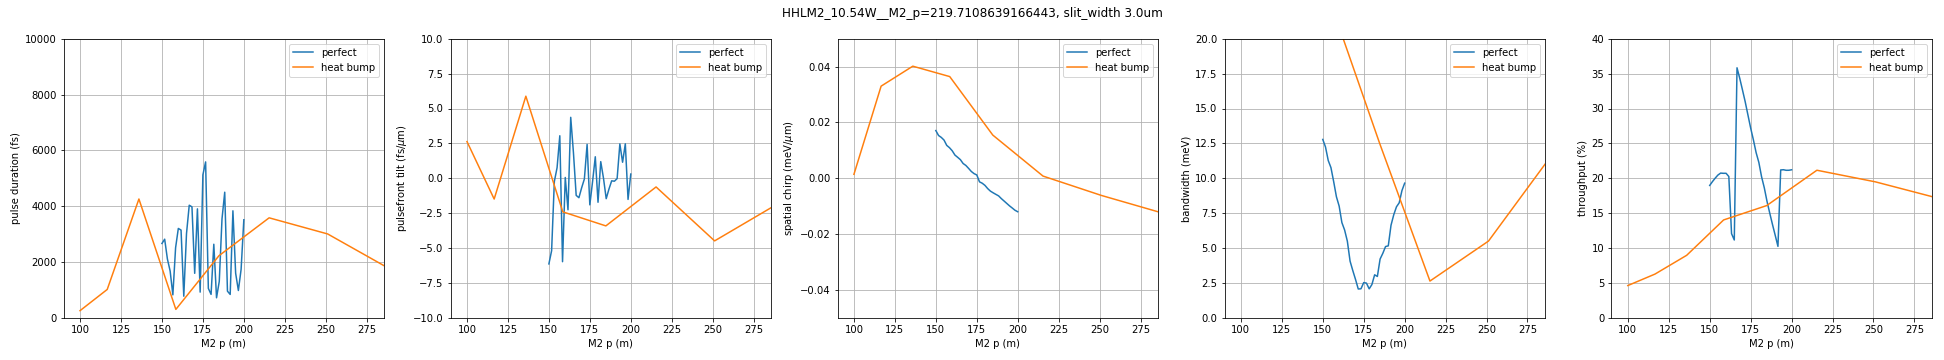 HHLM2_10.54W__M2_p=219.7108639166443, slit_width 3.0um
pulse duration (fs)
10000
8000
6000
4000
2000
0
100 125 150 175 200 225 250 275
M2 p (m)
perfect
heat bump
pulsefront tilt (fs/μm)
10.0
7.5
5.0
2.5
0.0
−2.5
−5.0
−7.5
−10.0
100 125 150 175 200 225 250 275
M2 p (m)
perfect
heat bump
spatial chirp (meV/μm)
0.04
0.02
0.00
−0.02
−0.04
100 125 150 175 200 225 250 275
M2 p (m)
perfect
heat bump
bandwidth (meV)
20.0
17.5
15.0
12.5
10.0
7.5
5.0
2.5
0.0
100 125 150 175 200 225 250 275
M2 p (m)
perfect
heat bump
throughput (%)
40
35
30
25
20
15
10
5
0
100 125 150 175 200 225 250 275
M2 p (m)
perfect
heat bump